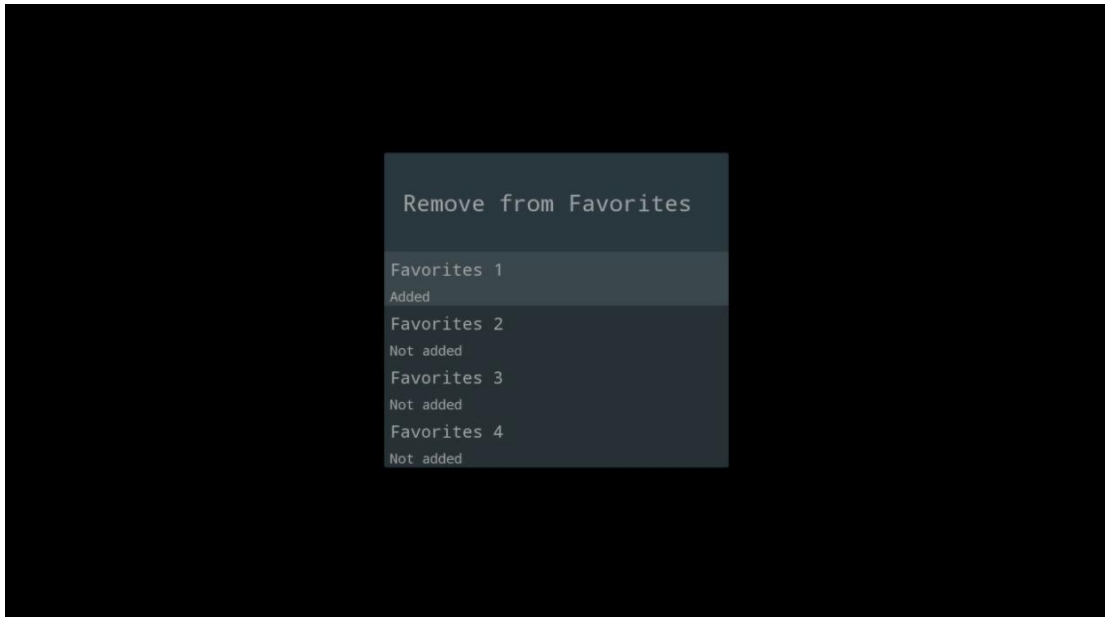 Remove from Favorites
Favorites 1
Added
Favorites 2
Not added
Favorites 3
Not added
Favorites 4
Not added